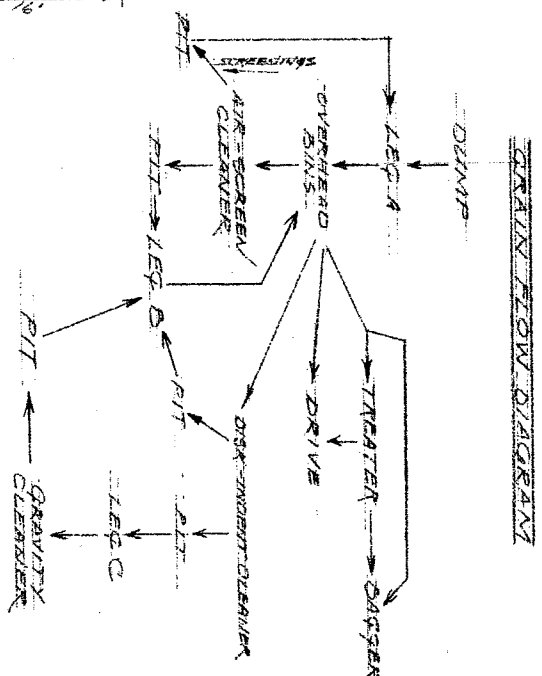 GRAIN FLOW DIAGRAM
DUMP
LEG A
OVERHEAD
BINS
TREATER
BAGGER
DRIVE
SCREENINGS
PIT
AIR-SCREEN
CLEANER
PIT
LEG B
PIT
DISK-INDENT CLEANER
PIT
LEG C
PIT
GRAVITY
CLEANER